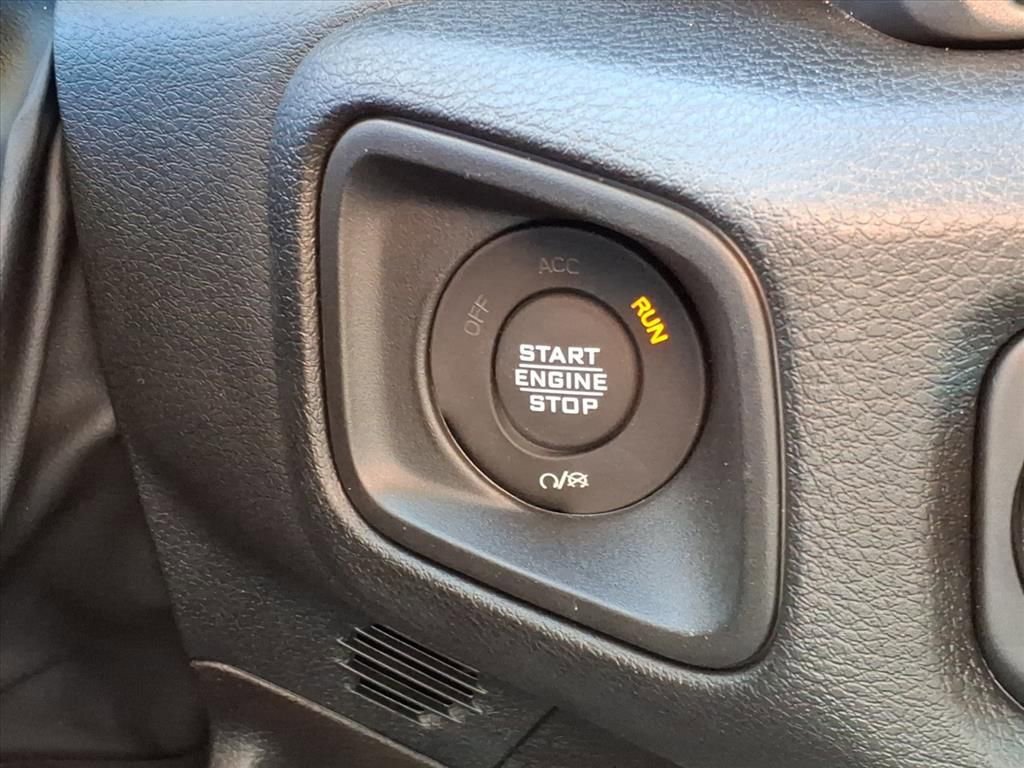 ACC
OFF
RUN
START
ENGINE
STOP